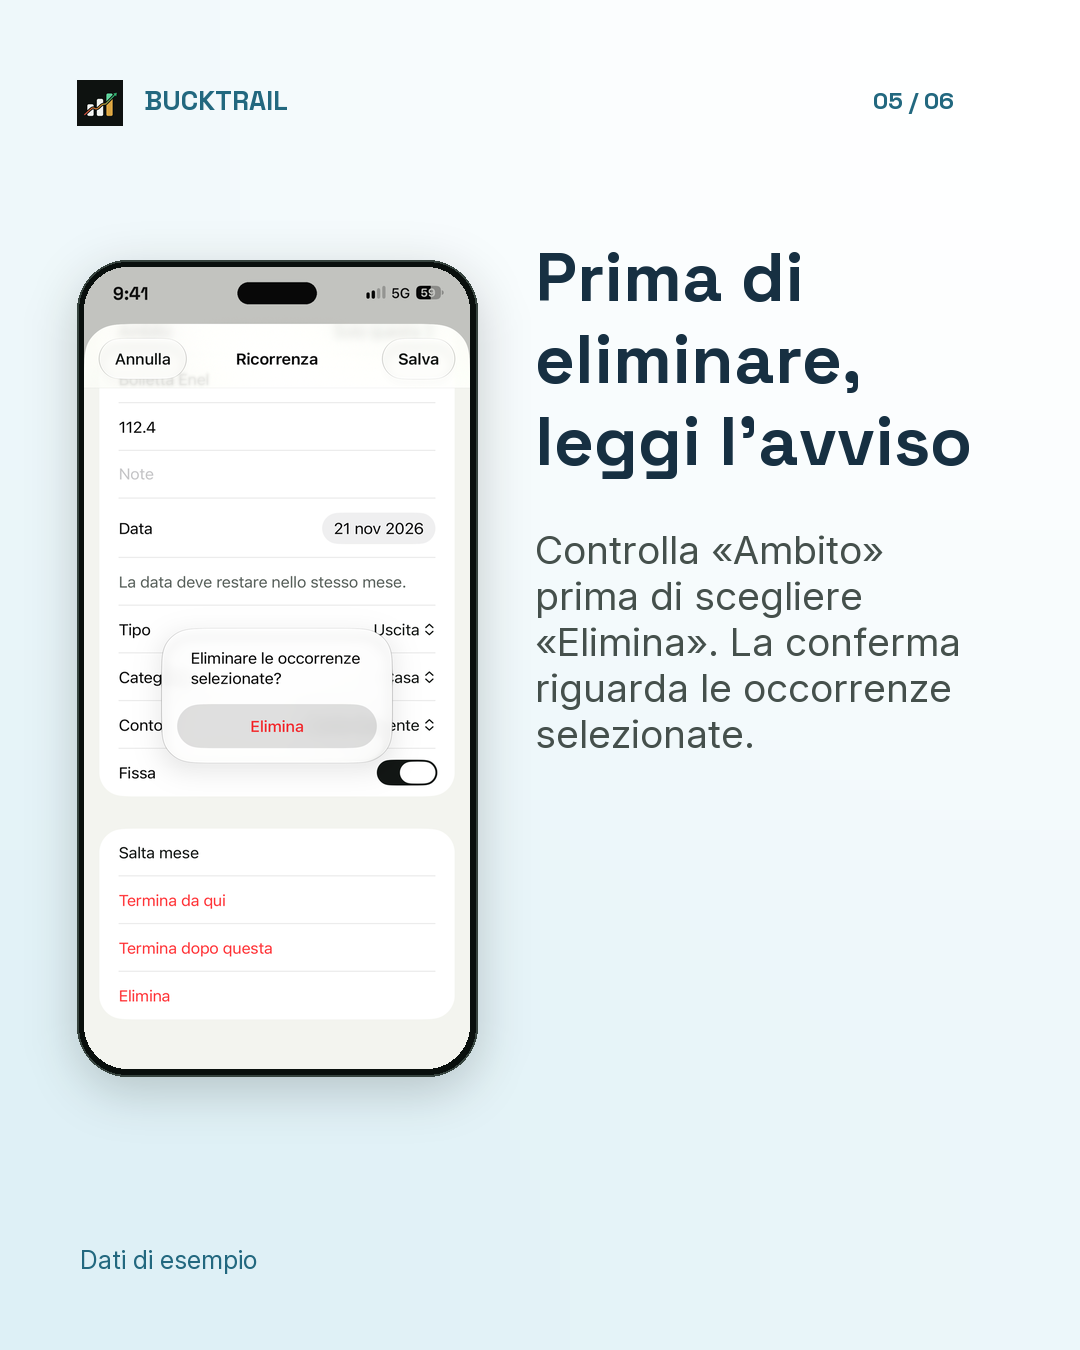 BUCKTRAIL
05 / 06
Prima di
eliminare,
leggi l’avviso
Controlla «Ambito»
prima di scegliere
«Elimina». La conferma
riguarda le occorrenze
selezionate.
9:41
5G 59
Annulla Ricorrenza Salva
Bolletta Enel
112.4
Note
Data 21 nov 2026
La data deve restare nello stesso mese.
Tipo Uscita
Eliminare le occorrenze
selezionate?
Elimina
Fissa
Salta mese
Termina da qui
Termina dopo questa
Elimina
Dati di esempio